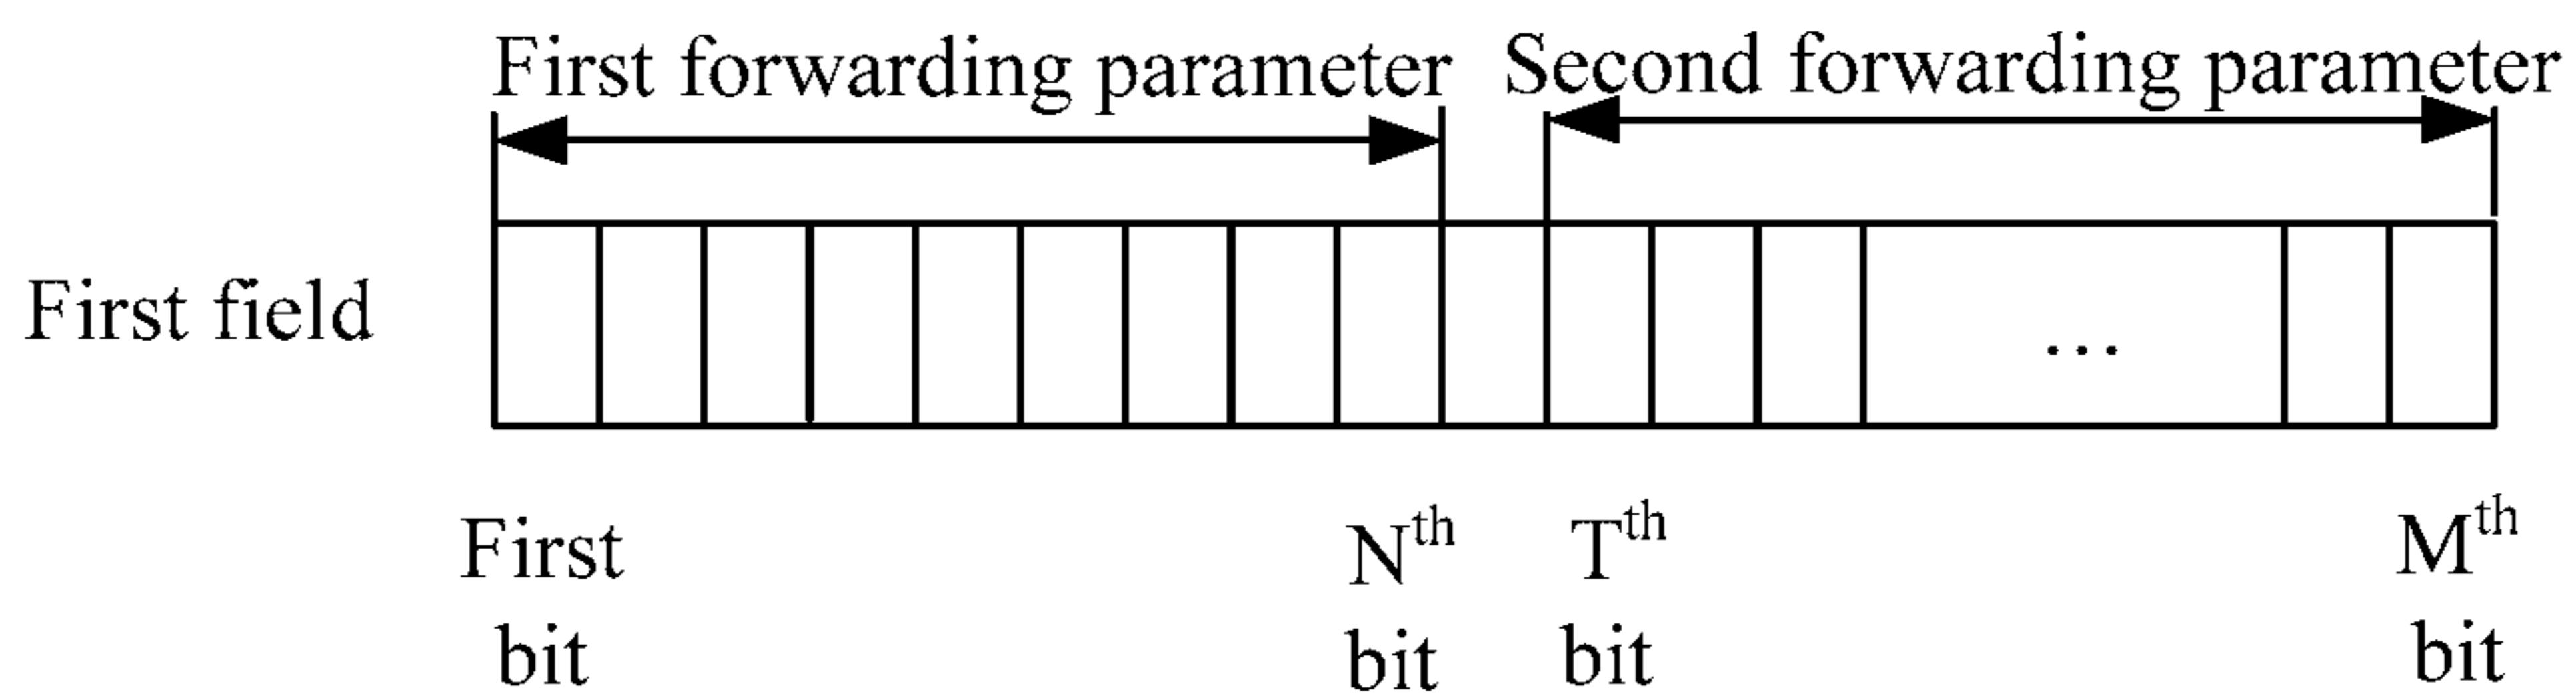 First forwarding parameter Second forwarding parameter
First field
...
First Nth Tth Mth
bit bit bit bit